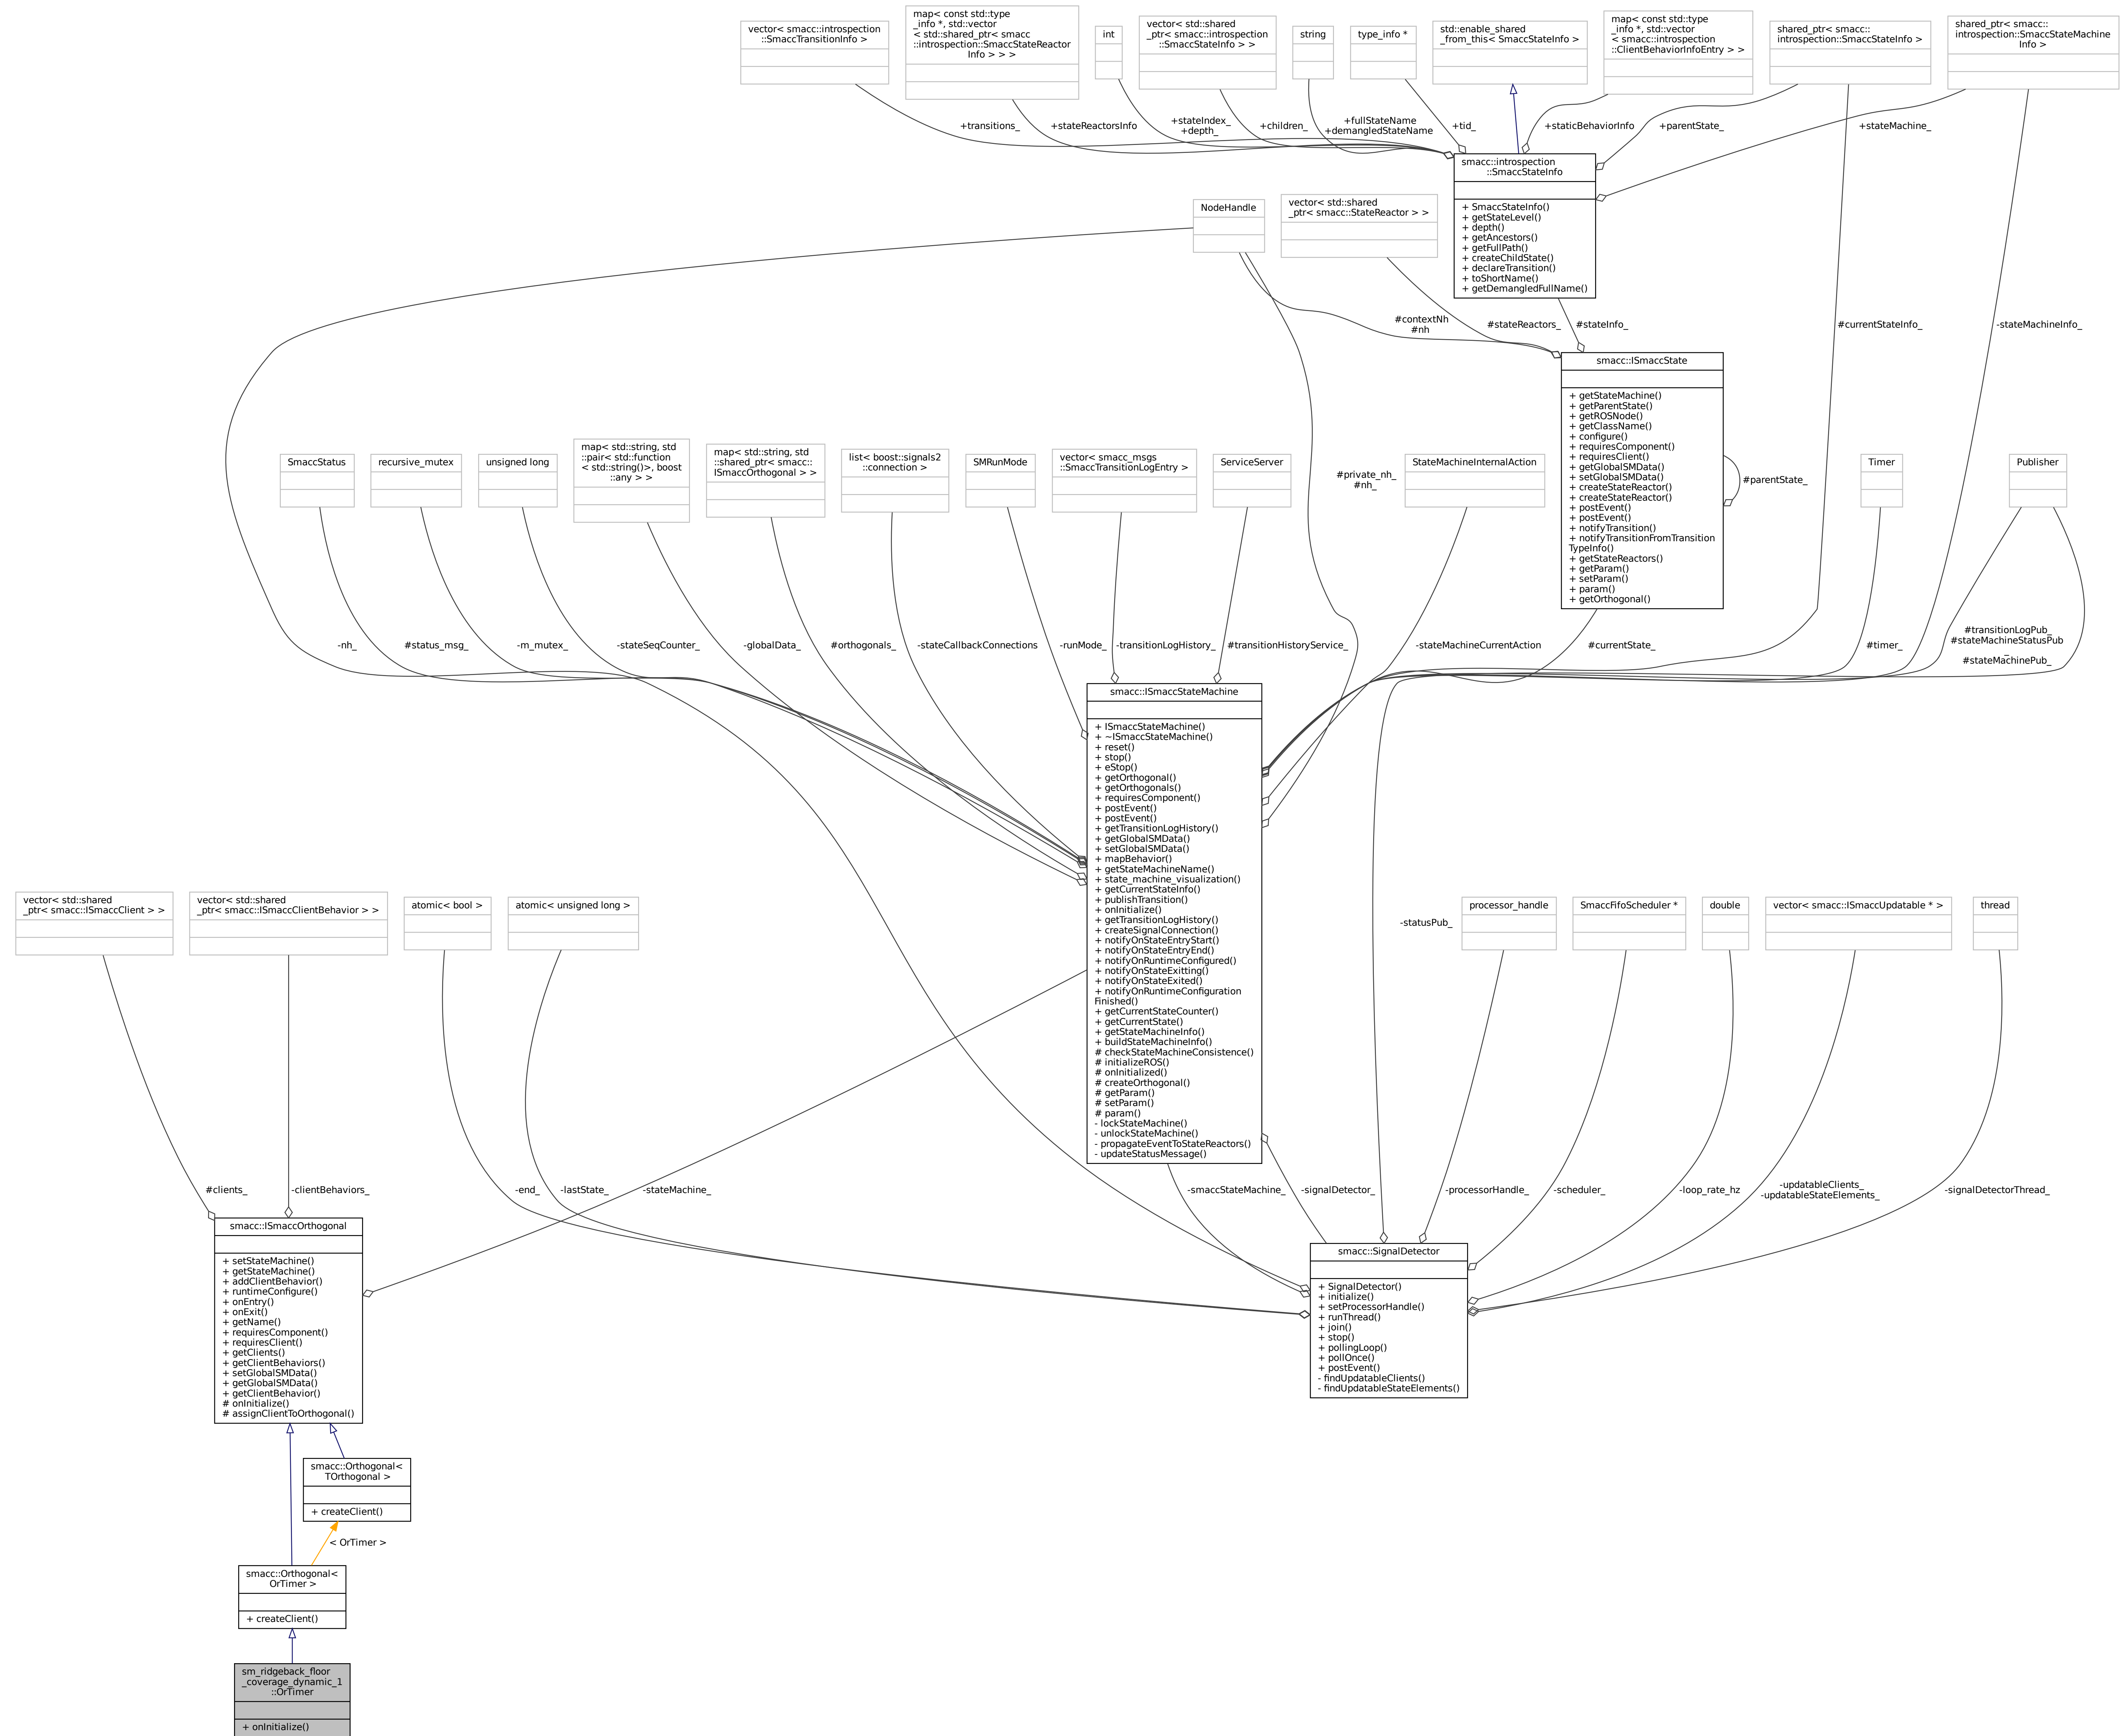 vector< smacc::introspection
::SmaccTransitionInfo >
map< const std::type
_info *, std::vector
< std::shared_ptr< smacc
::introspection::SmaccStateReactor
Info > > >
int
vector< std::shared
_ptr< smacc::introspection
::SmaccStateInfo > >
string
type_info *
std::enable_shared
_from_this< SmaccStateInfo >
map< const std::type
_info *, std::vector
< smacc::introspection
::ClientBehaviorInfoEntry > >
shared_ptr< smacc::
introspection::SmaccStateInfo >
shared_ptr< smacc::
introspection::SmaccStateMachine
Info >
+transitions_
+stateReactorsInfo
+stateIndex_
+depth_
+children_
+fullStateName
+demangledStateName
+tid_
+staticBehaviorInfo
+parentState_
+stateMachine_
smacc::introspection
::SmaccStateInfo
+ SmaccStateInfo()
+ getStateLevel()
+ depth()
+ getAncestors()
+ getFullPath()
+ createChildState()
+ declareTransition()
+ toShortName()
+ getDemangledFullName()
NodeHandle
vector< std::shared
_ptr< smacc::StateReactor > >
#contextNh
#nh
#stateReactors_
#stateInfo_
#currentStateInfo_
-stateMachineInfo_
smacc::ISmaccState
+ getStateMachine()
+ getParentState()
+ getROSNode()
+ getClassName()
+ configure()
+ requiresComponent()
+ requiresClient()
+ getGlobalSMData()
+ setGlobalSMData()
+ createStateReactor()
+ createStateReactor()
+ postEvent()
+ postEvent()
+ notifyTransition()
+ notifyTransitionFromTransition
TypeInfo()
+ getStateReactors()
+ getParam()
+ setParam()
+ param()
+ getOrthogonal()
#parentState_
SmaccStatus
recursive_mutex
unsigned long
map< std::string, std
::pair< std::function
< std::string()>, boost
::any > >
map< std::string, std
::shared_ptr< smacc::
ISmaccOrthogonal > >
list< boost::signals2
::connection >
SMRunMode
vector< smacc_msgs
::SmaccTransitionLogEntry >
ServiceServer
#private_nh_
#nh_
StateMachineInternalAction
Timer
Publisher
-nh_
#status_msg_
-m_mutex_
-stateSeqCounter_
-globalData_
#orthogonals_
-stateCallbackConnections
-runMode_
-transitionLogHistory_
#transitionHistoryService_
-stateMachineCurrentAction
#currentState_
#timer_
#transitionLogPub_
#stateMachineStatusPub
_
#stateMachinePub_
smacc::ISmaccStateMachine
+ ISmaccStateMachine()
+ ~ISmaccStateMachine()
+ reset()
+ stop()
+ eStop()
+ getOrthogonal()
+ getOrthogonals()
+ requiresComponent()
+ postEvent()
+ postEvent()
+ getTransitionLogHistory()
+ getGlobalSMData()
+ setGlobalSMData()
+ mapBehavior()
+ getStateMachineName()
+ state_machine_visualization()
+ getCurrentStateInfo()
+ publishTransition()
+ onInitialize()
+ getTransitionLogHistory()
+ createSignalConnection()
+ notifyOnStateEntryStart()
+ notifyOnStateEntryEnd()
+ notifyOnRuntimeConfigured()
+ notifyOnStateExitting()
+ notifyOnStateExited()
+ notifyOnRuntimeConfiguration
Finished()
+ getCurrentStateCounter()
+ getCurrentState()
+ getStateMachineInfo()
+ buildStateMachineInfo()
# checkStateMachineConsistence()
# initializeROS()
# onInitialized()
# createOrthogonal()
# getParam()
# setParam()
# param()
- lockStateMachine()
- unlockStateMachine()
- propagateEventToStateReactors()
- updateStatusMessage()
vector< std::shared
_ptr< smacc::ISmaccClient > >
vector< std::shared
_ptr< smacc::ISmaccClientBehavior > >
atomic< bool >
atomic< unsigned long >
-statusPub_
processor_handle
SmaccFifoScheduler *
double
vector< smacc::ISmaccUpdatable * >
thread
#clients_
-clientBehaviors_
-end_
-lastState_
-stateMachine_
-smaccStateMachine_
-signalDetector_
-processorHandle_
-scheduler_
-loop_rate_hz
-updatableClients_
-updatableStateElements_
-signalDetectorThread_
smacc::ISmaccOrthogonal
+ setStateMachine()
+ getStateMachine()
+ addClientBehavior()
+ runtimeConfigure()
+ onEntry()
+ onExit()
+ getName()
+ requiresComponent()
+ requiresClient()
+ getClients()
+ getClientBehaviors()
+ setGlobalSMData()
+ getGlobalSMData()
+ getClientBehavior()
# onInitialize()
# assignClientToOrthogonal()
smacc::SignalDetector
+ SignalDetector()
+ initialize()
+ setProcessorHandle()
+ runThread()
+ join()
+ stop()
+ pollingLoop()
+ pollOnce()
+ postEvent()
- findUpdatableClients()
- findUpdatableStateElements()
smacc::Orthogonal<
TOrthogonal >
+ createClient()
< OrTimer >
smacc::Orthogonal<
OrTimer >
+ createClient()
sm_ridgeback_floor
_coverage_dynamic_1
::OrTimer
+ onInitialize()